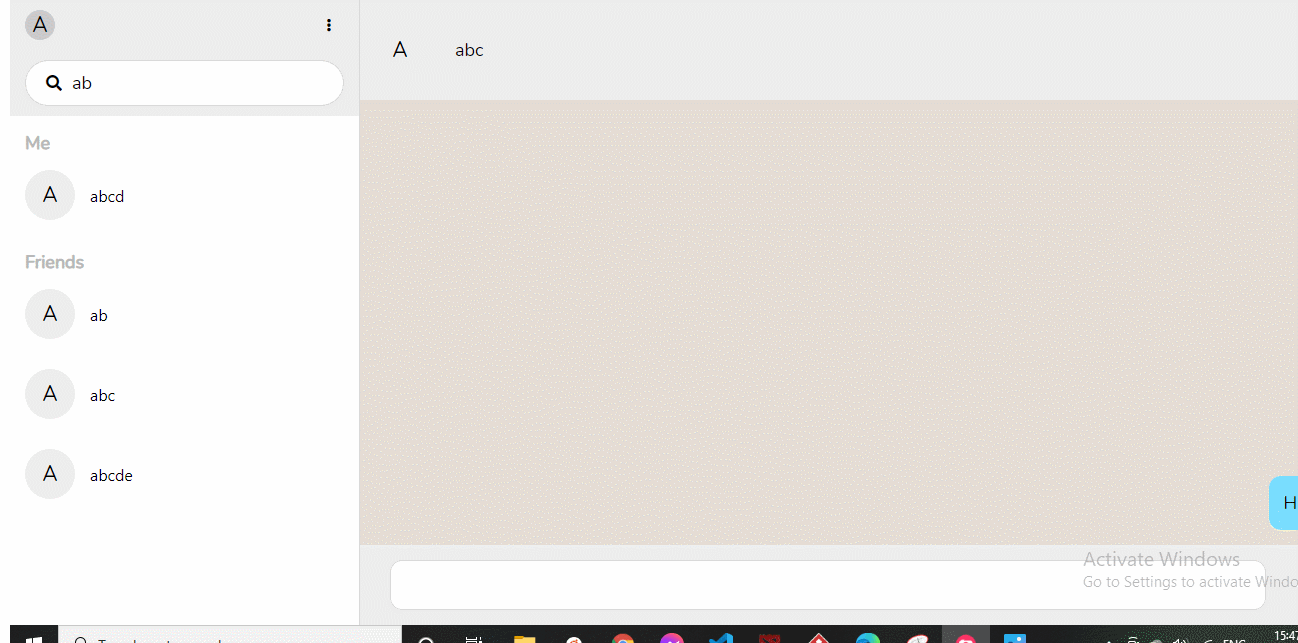 A
ab
Me
A abcd
Friends
A ab
A abc
A abcde
A abc
H
Activate Windows
Go to Settings to activate Windo
ENG
15:47